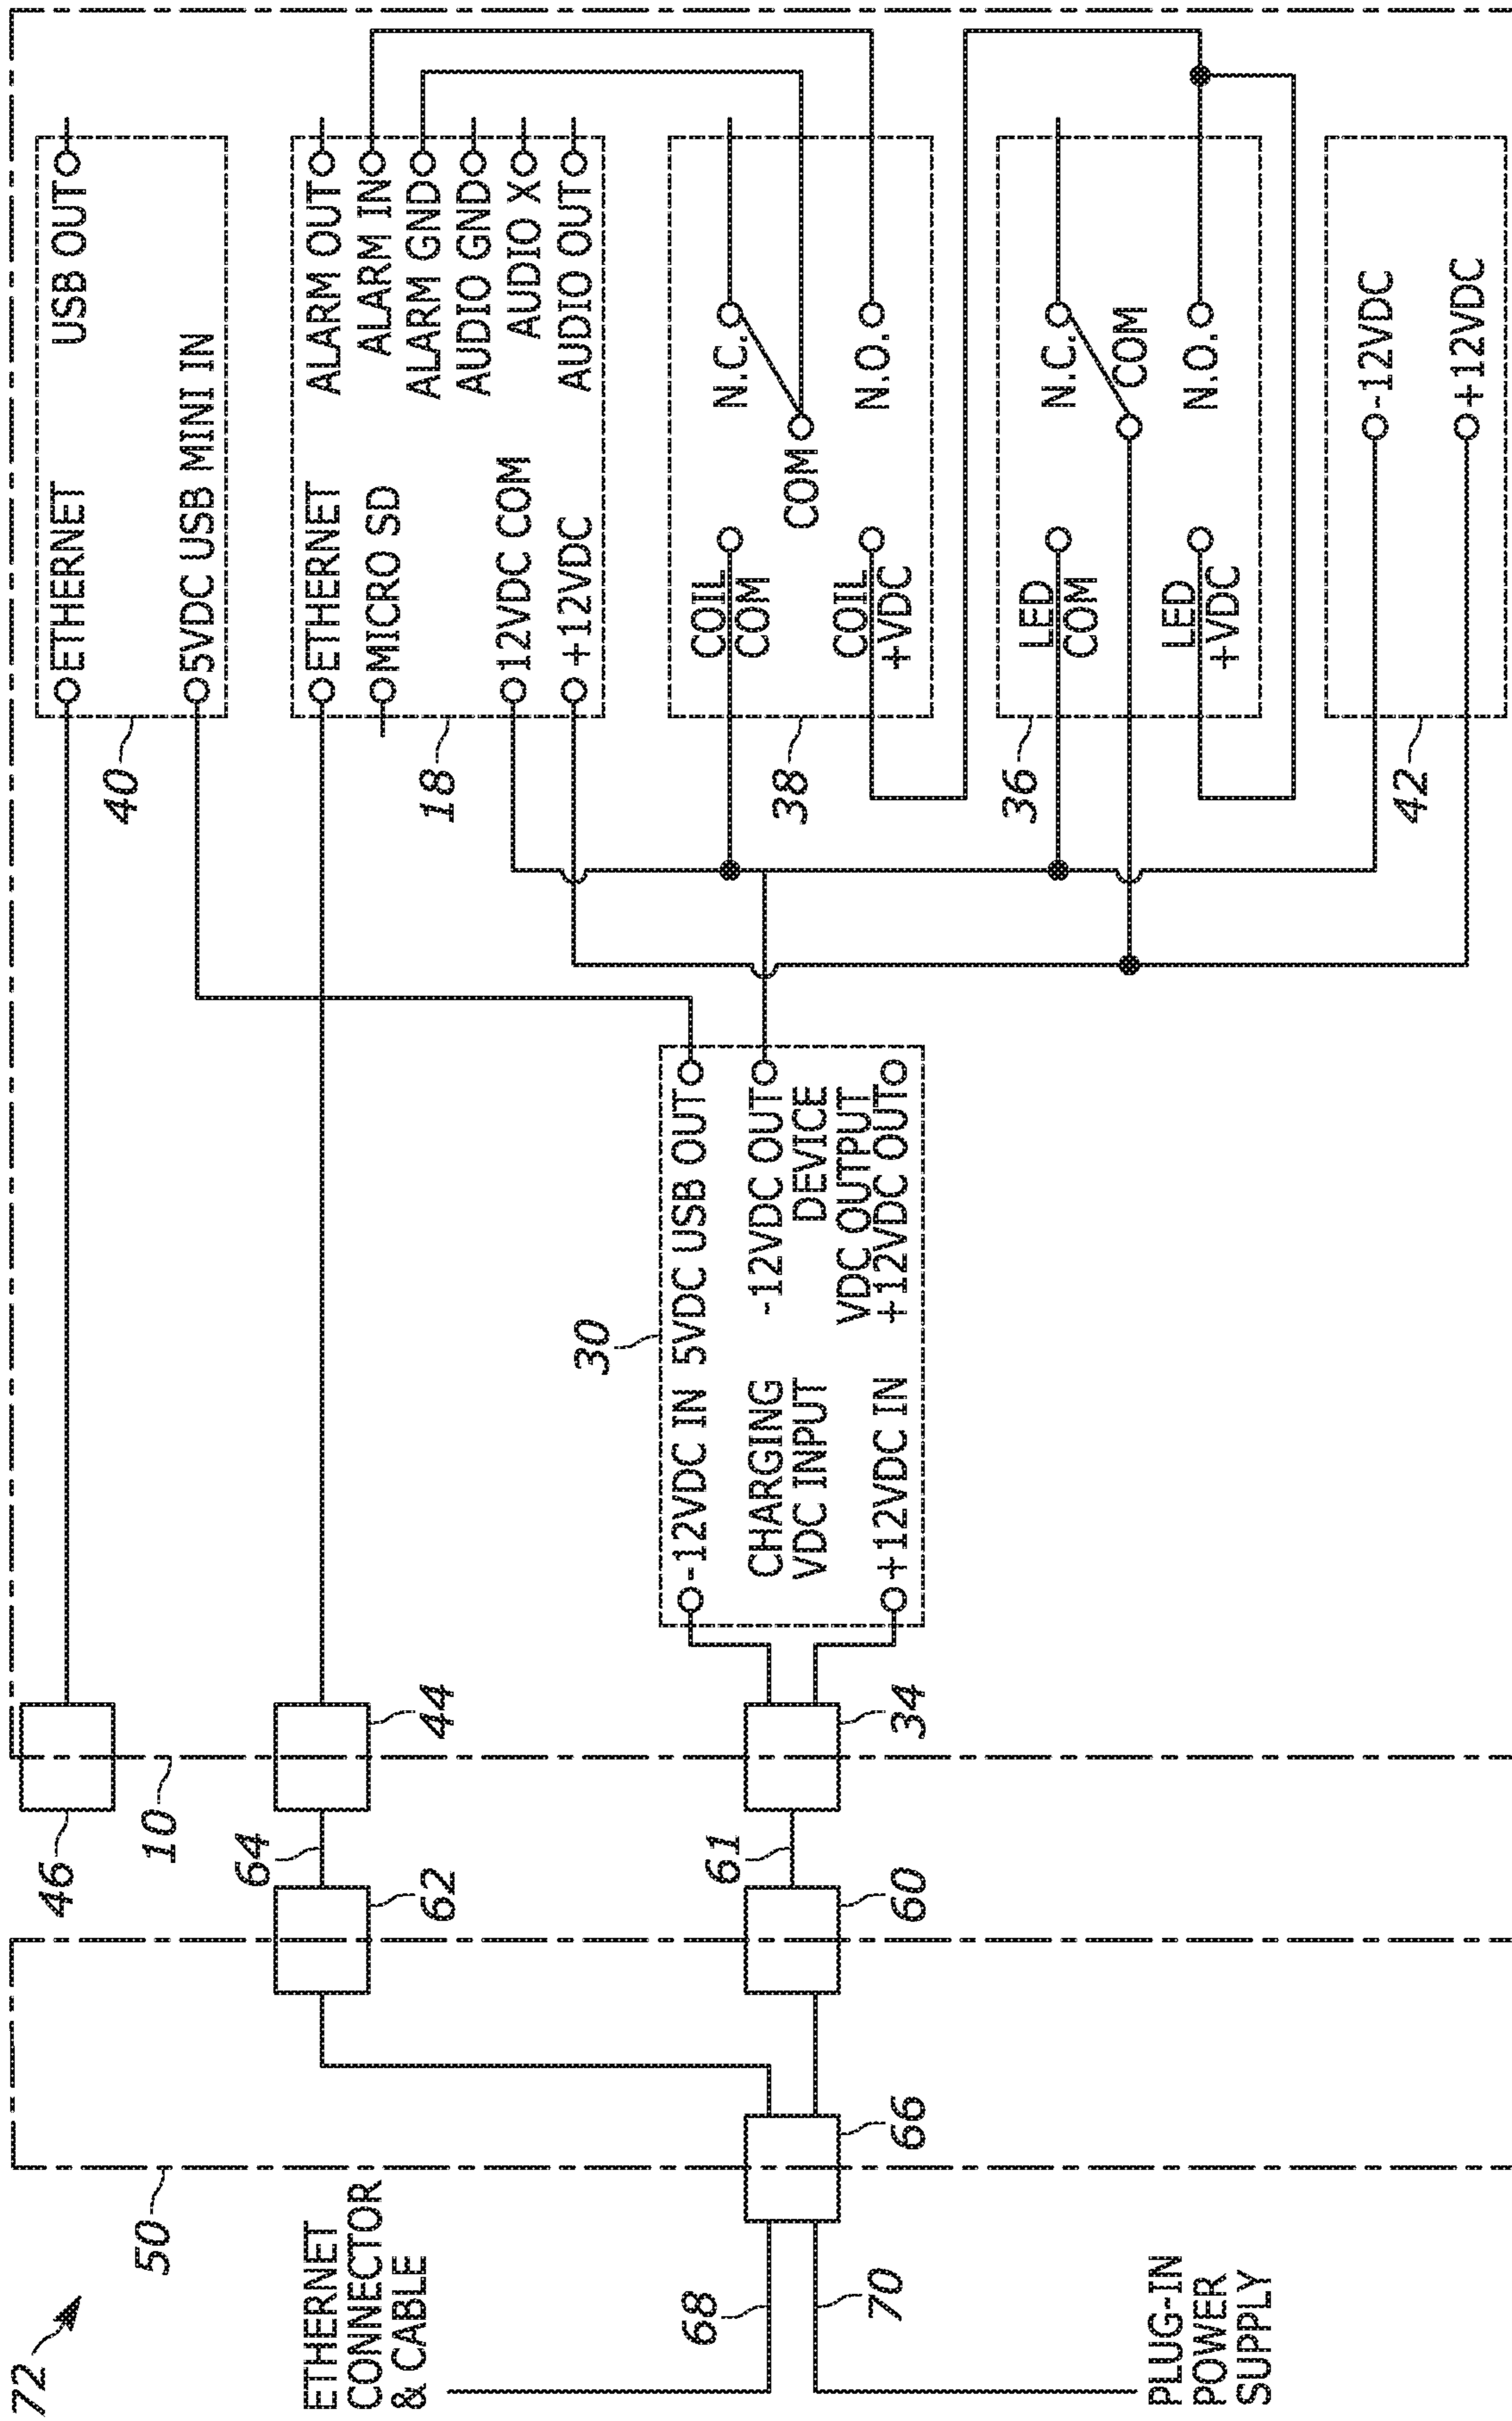 72
50
ETHERNET
CONNECTOR
& CABLE
68
70
PLUG-IN
POWER
SUPPLY
66
46
10
64
62
61
60
44
34
30
-12VDC IN
5VDC USB OUT
CHARGING
VDC INPUT
-12VDC OUT
DEVICE
VDC OUTPUT
+12VDC IN
+12VDC OUT
40
ETHERNET
USB OUT
5VDC USB MINI IN
18
ETHERNET
MICRO SD
12VDC COM
+12VDC
ALARM OUT
ALARM IN
ALARM GND
AUDIO GND
AUDIO X
AUDIO OUT
38
COIL
COM
N.C.
COM
COIL
+VDC
N.O.
36
LED
COM
N.C.
COM
LED
+VDC
N.O.
42
-12VDC
+12VDC